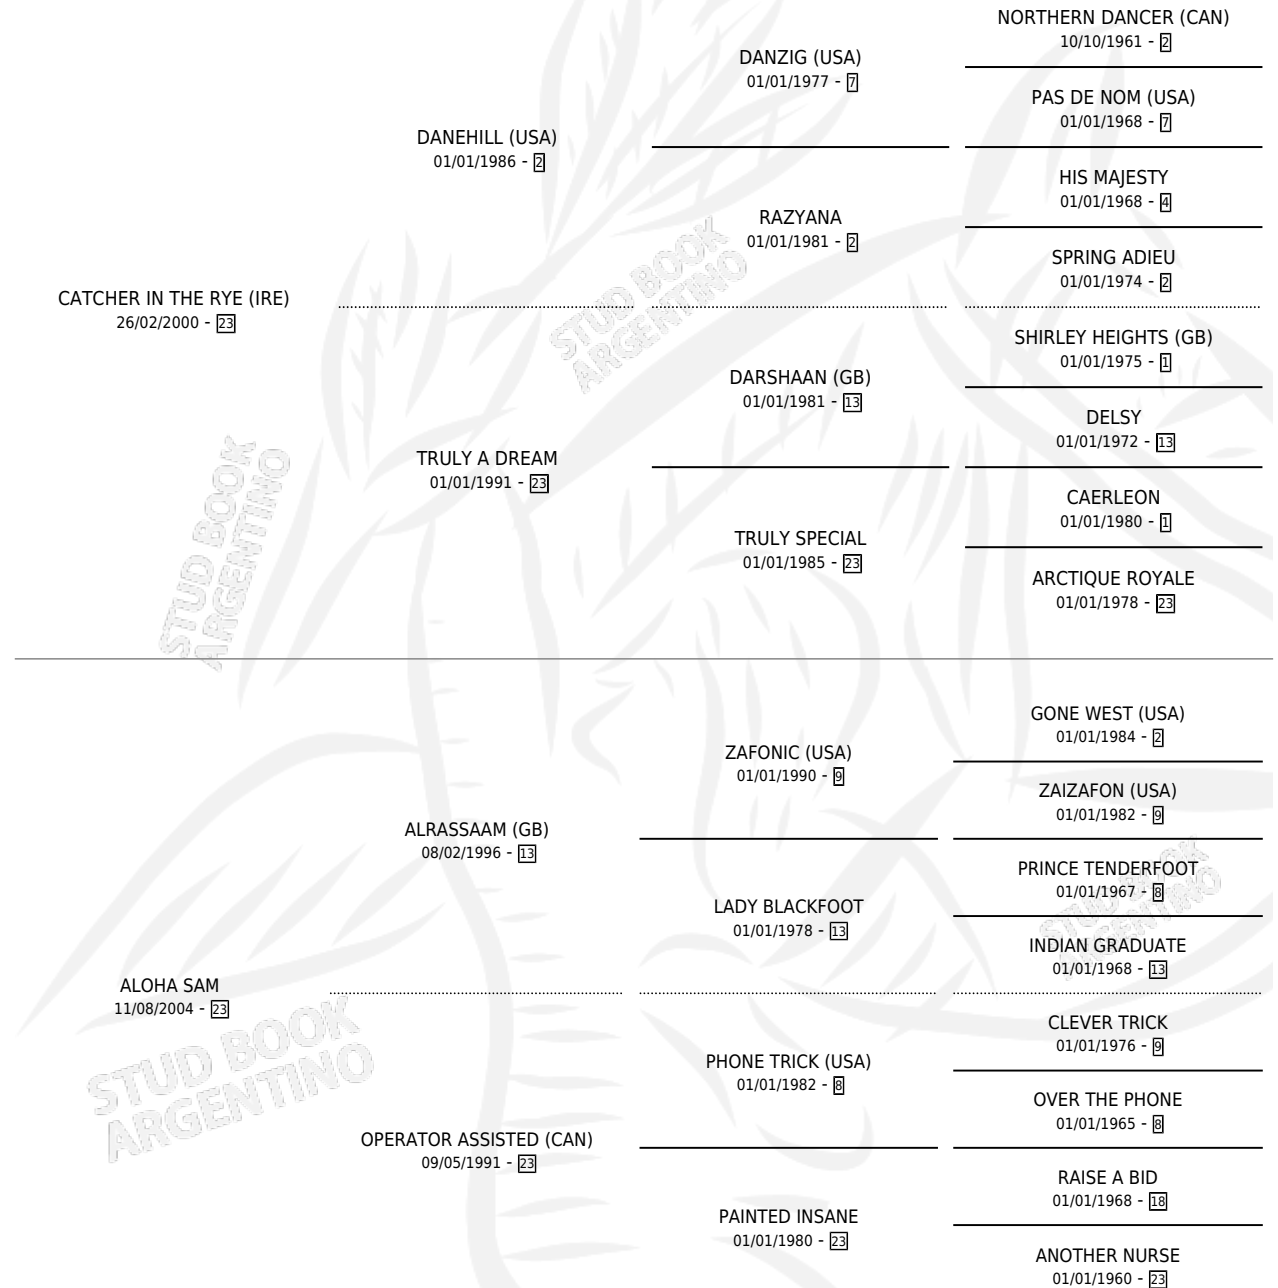 NORTHERN DANCER (CAN)
10/10/1961 - 2
DANZIG (USA)
01/01/1977 - 7
PAS DE NOM (USA)
01/01/1968 - 7
DANEHILL (USA)
01/01/1986 - 2
HIS MAJESTY
01/01/1968 - 4
RAZYANA
01/01/1981 - 2
SPRING ADIEU
01/01/1974 - 2
CATCHER IN THE RYE (IRE)
26/02/2000 - 23
SHIRLEY HEIGHTS (GB)
01/01/1975 - 1
DARSHAAN (GB)
01/01/1981 - 13
DELSY
01/01/1972 - 13
TRULY A DREAM
01/01/1991 - 23
CAERLEON
01/01/1980 - 1
TRULY SPECIAL
01/01/1985 - 23
ARCTIQUE ROYALE
01/01/1978 - 23
STUD BOOK
ARGENTINO
STUD BOOK
ARGENTINO
GONE WEST (USA)
01/01/1984 - 2
ZAFONIC (USA)
01/01/1990 - 9
ZAIZAFON (USA)
01/01/1982 - 9
ALRASSAAM (GB)
08/02/1996 - 13
PRINCE TENDERFOOT
01/01/1967 - 8
LADY BLACKFOOT
01/01/1978 - 13
INDIAN GRADUATE
01/01/1968 - 13
STUD BOOK
ARGENTINO
ALOHA SAM
11/08/2004 - 23
CLEVER TRICK
01/01/1976 - 9
PHONE TRICK (USA)
01/01/1982 - 8
OVER THE PHONE
01/01/1965 - 8
STUD BOOK
ARGENTINO
OPERATOR ASSISTED (CAN)
09/05/1991 - 23
RAISE A BID
01/01/1968 - 18
PAINTED INSANE
01/01/1980 - 23
ANOTHER NURSE
01/01/1960 - 23